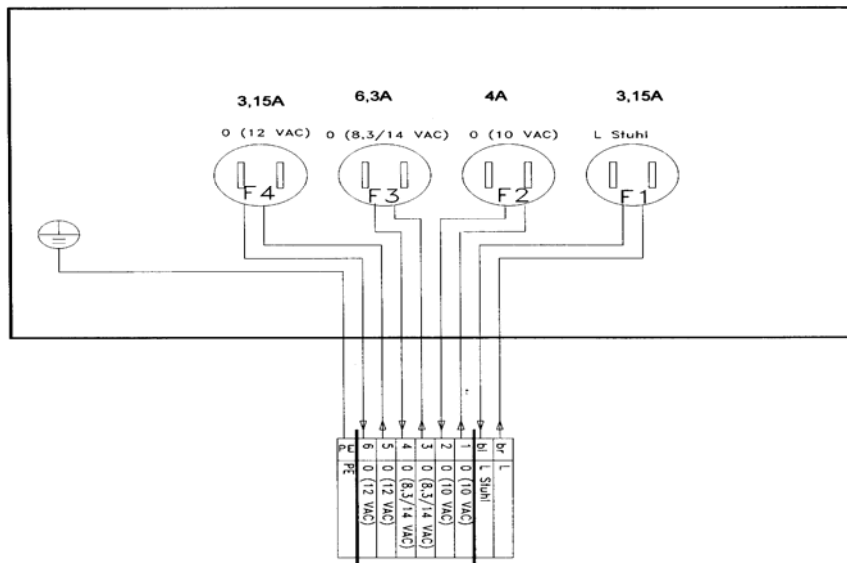 3,15A 6,3A 4A 3,15A
0 (12 VAC) 0 (8,3/14 VAC) 0 (10 VAC) L Stuhl
F4 F3 F2 F1
PE 6 5 4 3 2 1 bl br
PE 0 (12 VAC) 0 (12 VAC) 0 (8,3/14 VAC) 0 (8,3/14 VAC) 0 (10 VAC) 0 (10 VAC) L Stuhl L